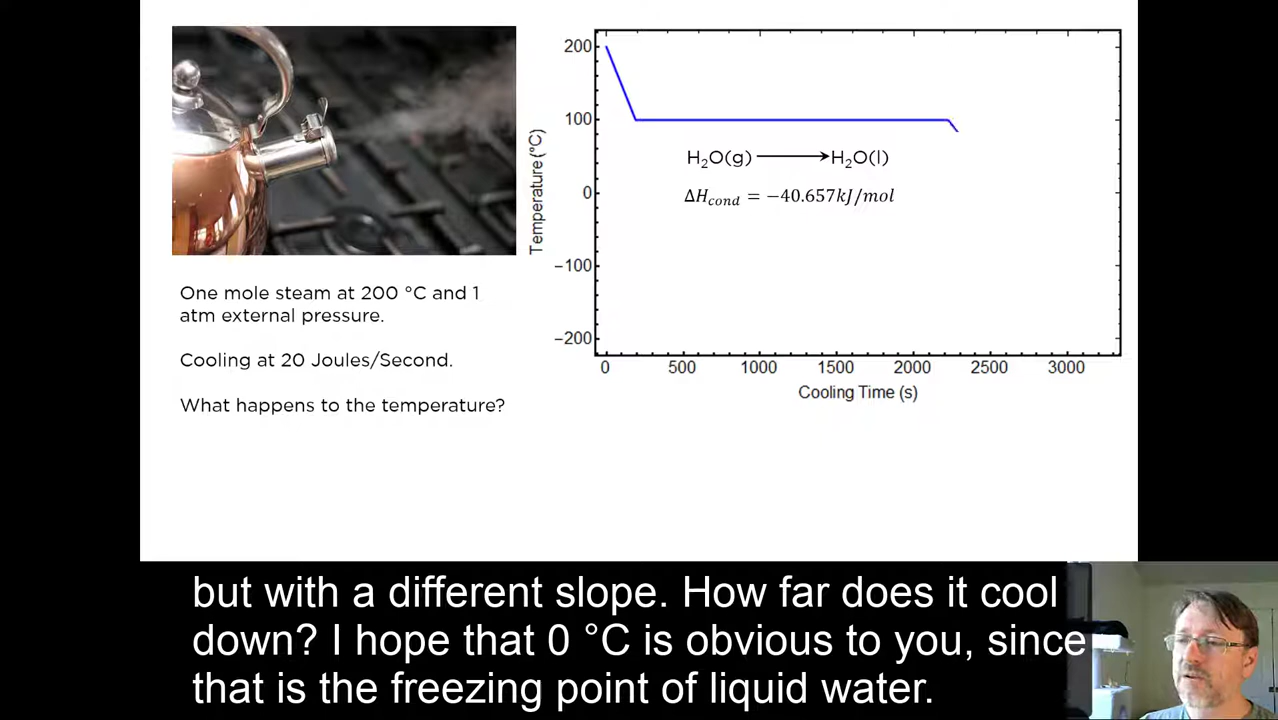 200
100
0
−100
−200
Temperature (°C)
H₂O(g) ⟶ H₂O(l)
Δ𝐻𝑐𝑜𝑛𝑑 = −40.657𝑘𝐽/𝑚𝑜𝑙
0 500 1000 1500 2000 2500 3000
Cooling Time (s)
One mole steam at 200 °C and 1
atm external pressure.
Cooling at 20 Joules/Second.
What happens to the temperature?
but with a different slope. How far does it cool
down? I hope that 0 °C is obvious to you, since
that is the freezing point of liquid water.